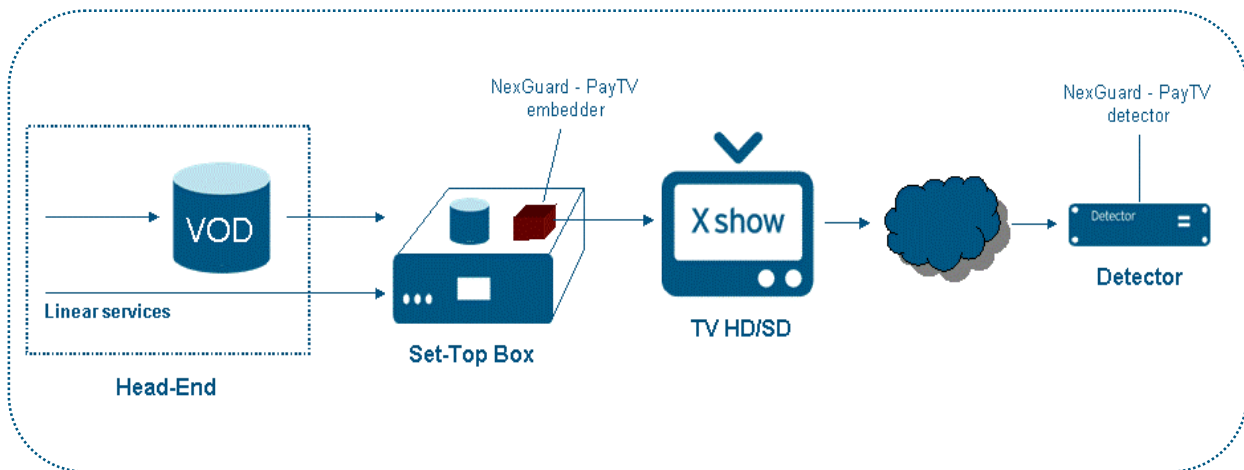 NexGuard - PayTV
embedder
NexGuard - PayTV
detector
VOD
Linear services
Head-End
Set-Top Box
X show
TV HD/SD
Detector
Detector